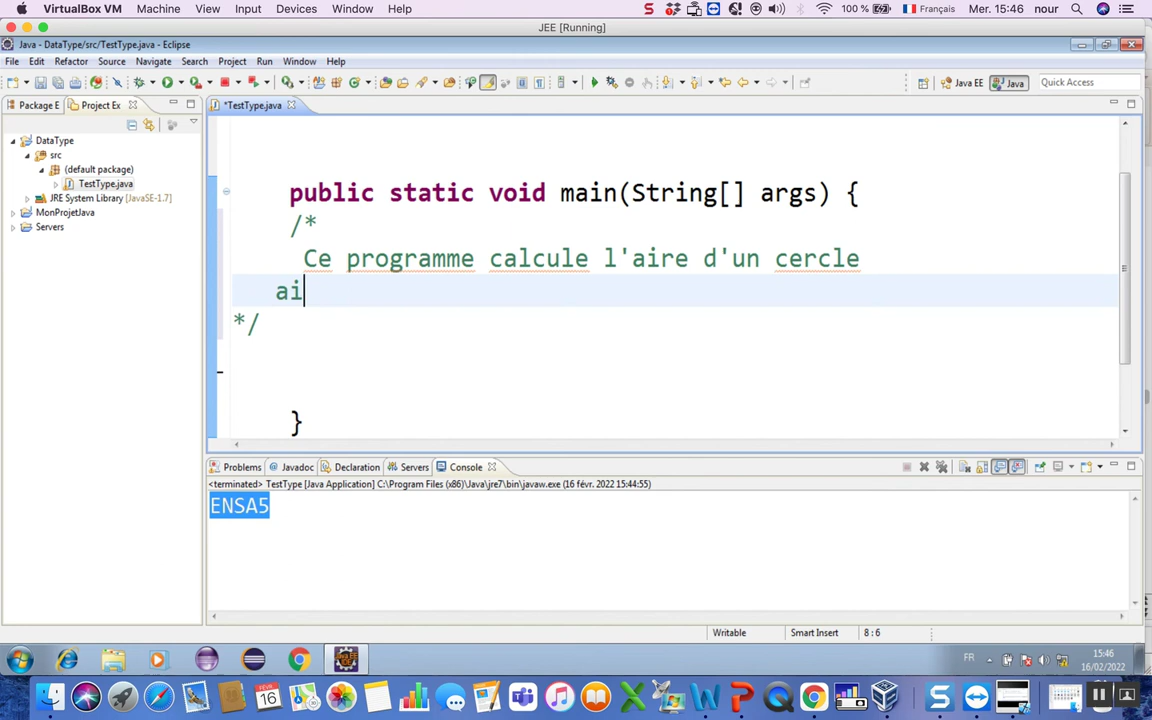 VirtualBox VM Machine View Input Devices Window Help 100 % Français Mer. 15:46 nour
JEE [Running]
Java - DataType/src/TestType.java - Eclipse
File Edit Refactor Source Navigate Search Project Run Window Help
Java EE Java Quick Access
Package E Project Ex
*TestType.java
DataType
src
(default package)
TestType.java
JRE System Library [JavaSE-1.7]
MonProjetJava
Servers
public static void main(String[] args) {
/*
Ce programme calcule l'aire d'un cercle
ai
*/
}
Problems Javadoc Declaration Servers Console
<terminated> TestType [Java Application] C:\Program Files (x86)\Java\jre7\bin\javaw.exe (16 févr. 2022 15:44:55)
ENSA5
Writable Smart Insert 8 : 6
FR 15:46
16/02/2022